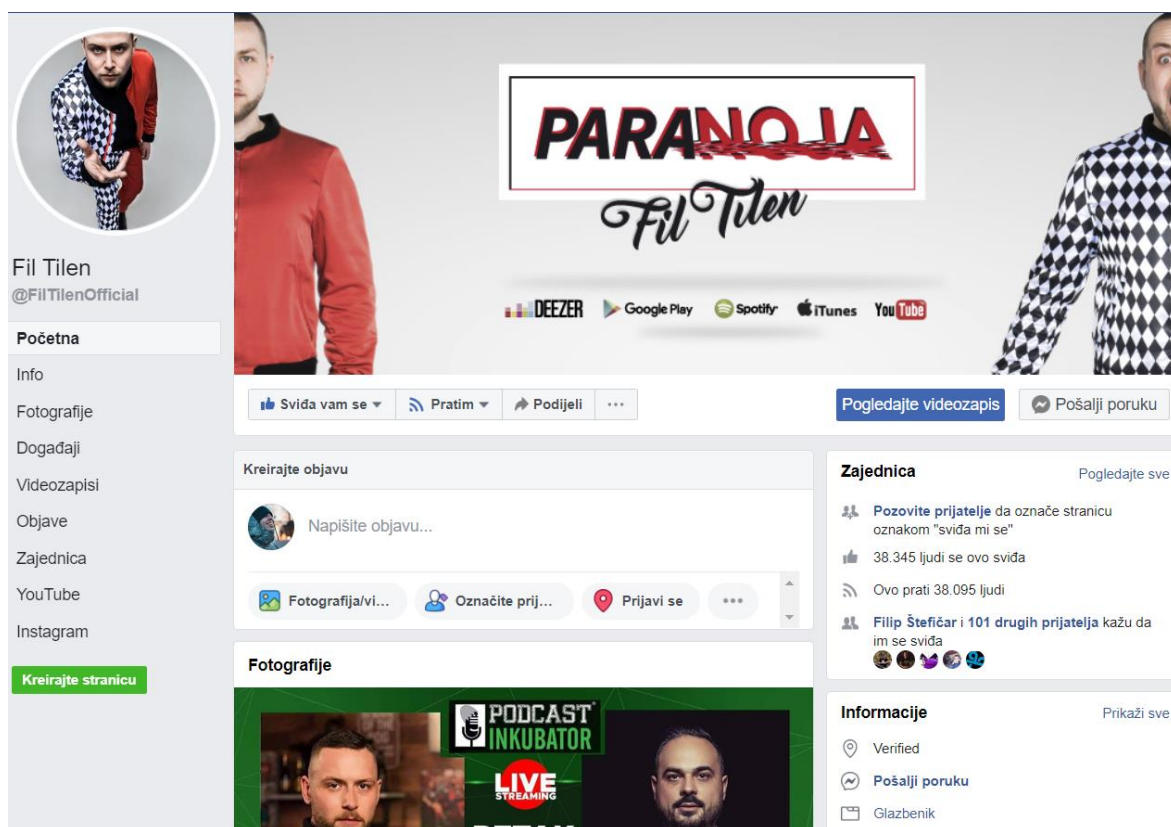 PARANOJA
Fil Tilen
DEEZER Google Play Spotify iTunes YouTube
Fil Tilen
@FilTilenOfficial
Početna
Info
Fotografije
Događaji
Videozapisi
Objave
Zajednica
YouTube
Instagram
Kreirajte stranicu
Sviđa vam se Pratim Podijeli ...
Pogledajte videozapis Pošalji poruku
Kreirajte objavu
Napišite objavu...
Fotografija/vi... Označite prij... Prijavi se ...
Fotografije
PODCAST
INKUBATOR
LIVE
STREAMING
Zajednica Pogledajte sve
Pozovite prijatelje da označe stranicu
oznakom "sviđa mi se"
38.345 ljudi se ovo sviđa
Ovo prati 38.095 ljudi
Filip Štefičar i 101 drugih prijatelja kažu da
im se sviđa
Informacije Prikaži sve
Verified
Pošalji poruku
Glazbenik